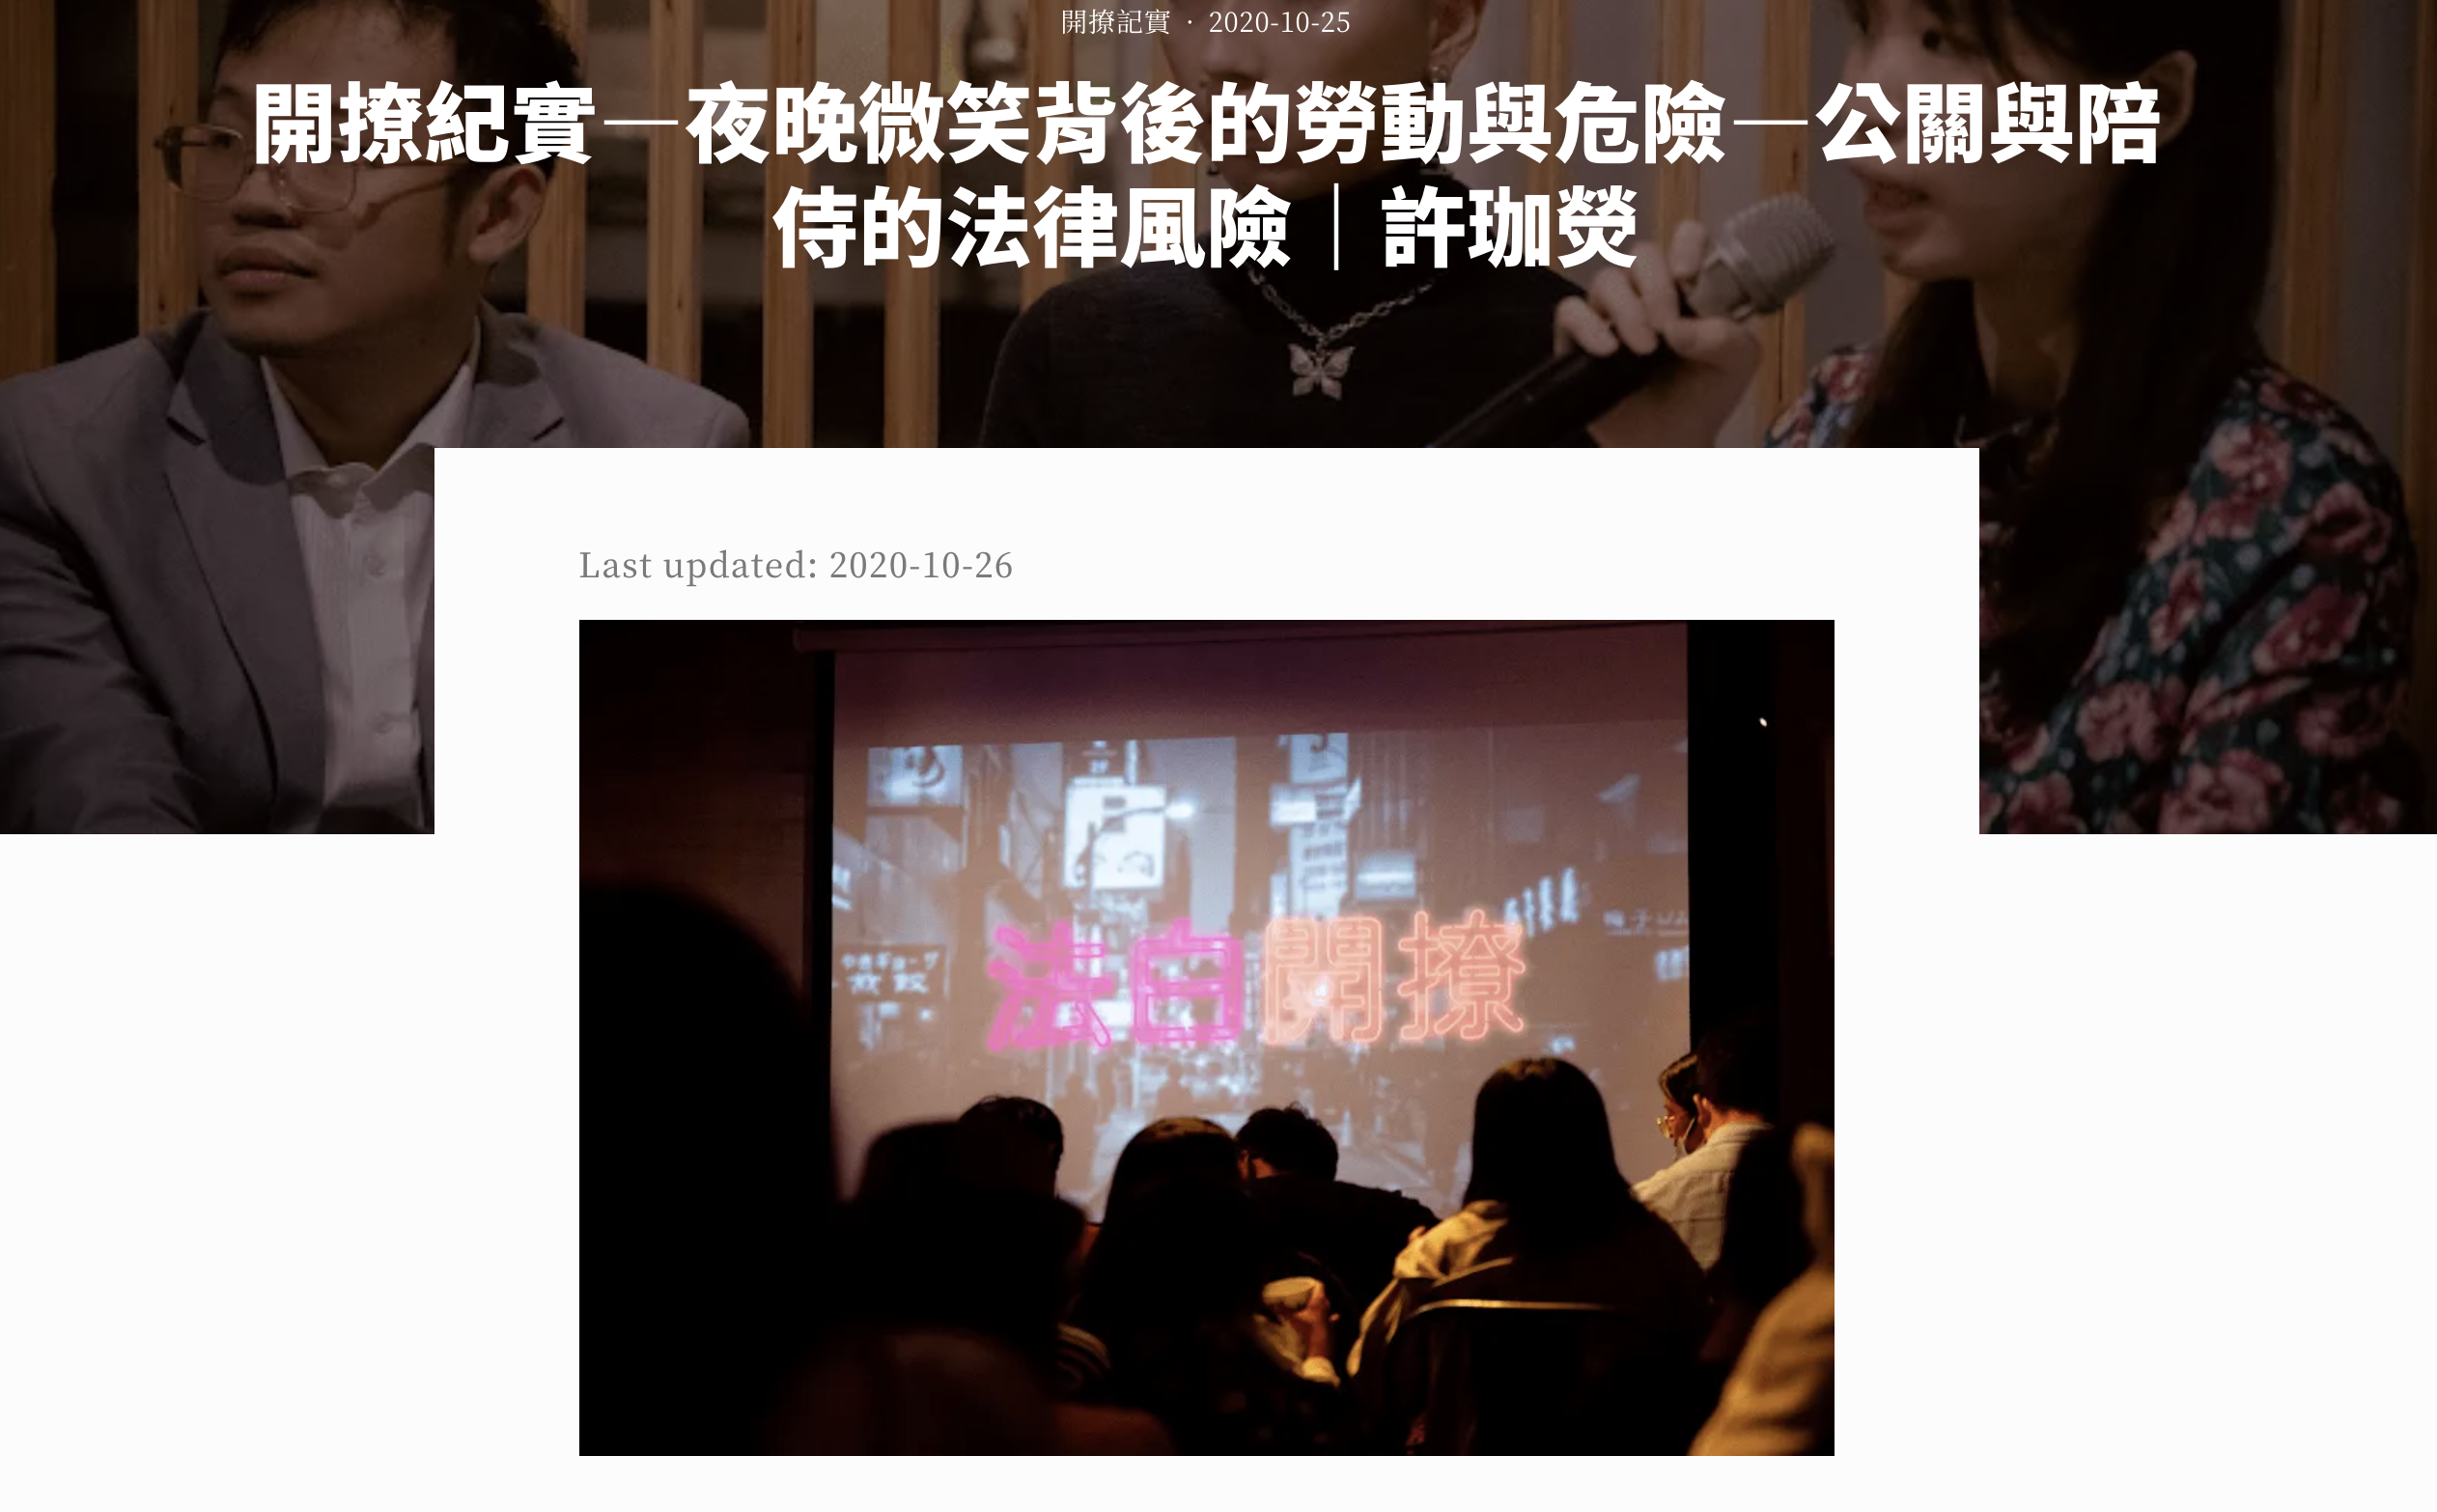 開撩記實 · 2020-10-25
開撩紀實—夜晚微笑背後的勞動與危險—公關與陪
侍的法律風險｜許珈熒
Last updated: 2020-10-26
法白開撩